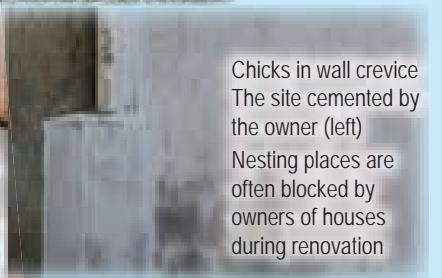 Chicks in wall crevice
The site cemented by
the owner (left)
Nesting places are
often blocked by
owners of houses
during renovation